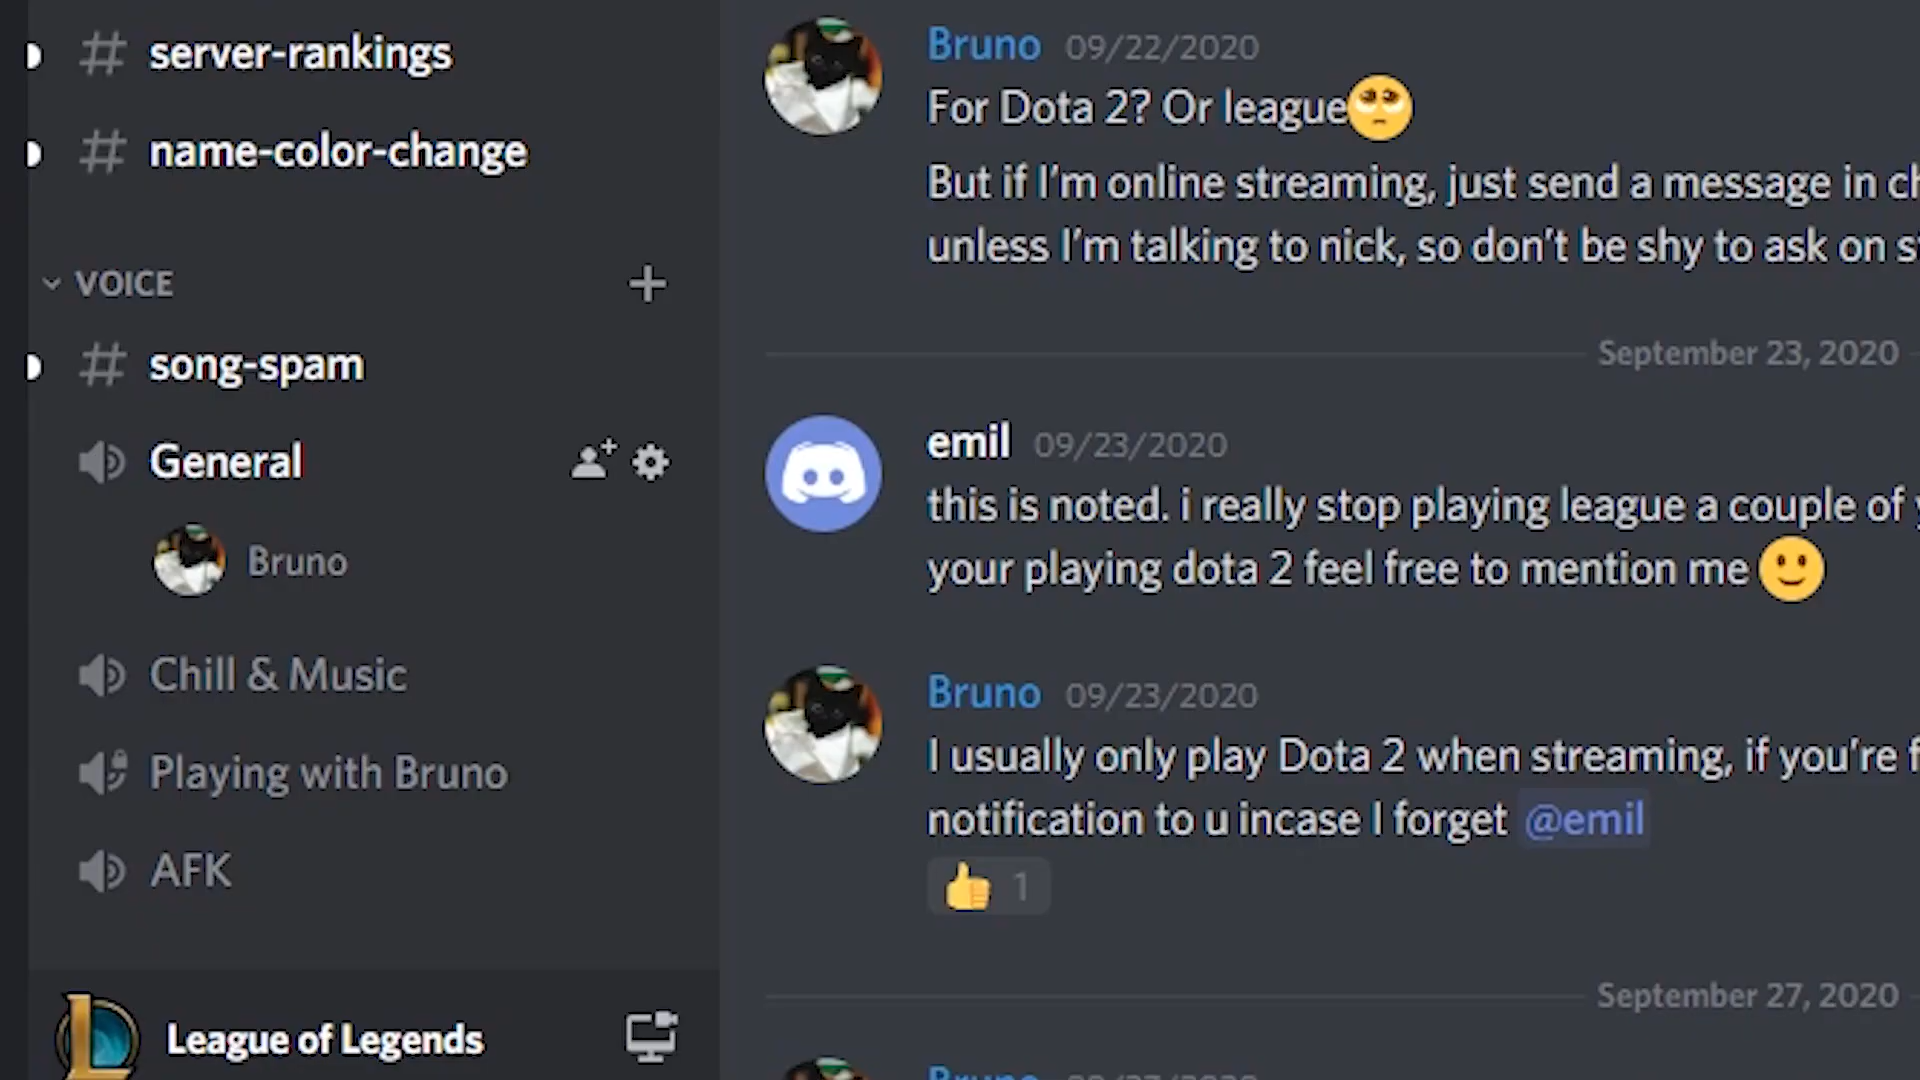 server-rankings
name-color-change
VOICE
song-spam
General
Bruno
Chill & Music
Playing with Bruno
AFK
League of Legends
Bruno 09/22/2020
For Dota 2? Or league🥺
But if I'm online streaming, just send a message in
unless I'm talking to nick, so don't be shy to ask on
September 23, 2020
emil 09/23/2020
this is noted. i really stop playing league a couple of
your playing dota 2 feel free to mention me 🙂
Bruno 09/23/2020
I usually only play Dota 2 when streaming, if you're
notification to u incase I forget @emil
👍 1
September 27, 2020